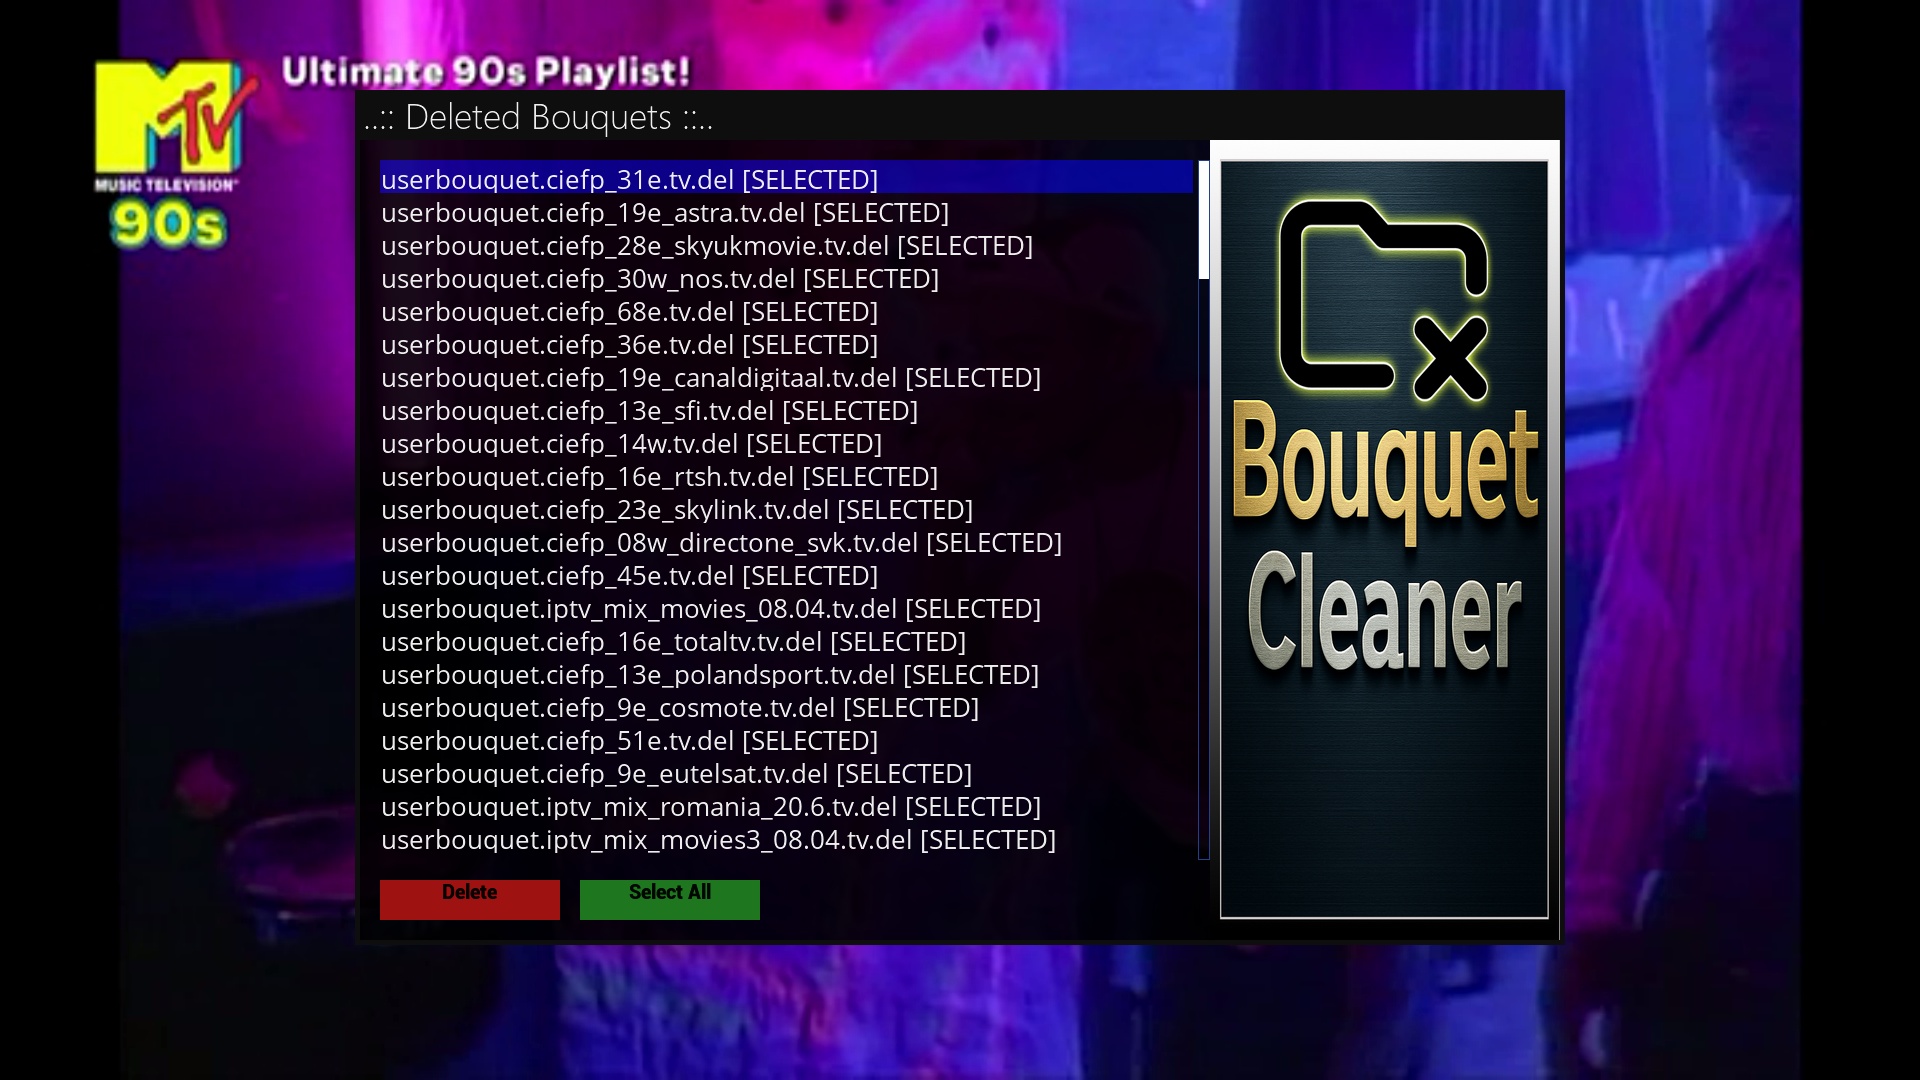 Ultimate 90s Playlist!
MTV
MUSIC TELEVISION
90s
..:: Deleted Bouquets ::..
userbouquet.ciefp_31e.tv.del [SELECTED]
userbouquet.ciefp_19e_astra.tv.del [SELECTED]
userbouquet.ciefp_28e_skyukmovie.tv.del [SELECTED]
userbouquet.ciefp_30w_nos.tv.del [SELECTED]
userbouquet.ciefp_68e.tv.del [SELECTED]
userbouquet.ciefp_36e.tv.del [SELECTED]
userbouquet.ciefp_19e_canaldigitaal.tv.del [SELECTED]
userbouquet.ciefp_13e_sfi.tv.del [SELECTED]
userbouquet.ciefp_14w.tv.del [SELECTED]
userbouquet.ciefp_16e_rtsh.tv.del [SELECTED]
userbouquet.ciefp_23e_skylink.tv.del [SELECTED]
userbouquet.ciefp_08w_directone_svk.tv.del [SELECTED]
userbouquet.ciefp_45e.tv.del [SELECTED]
userbouquet.iptv_mix_movies_08.04.tv.del [SELECTED]
userbouquet.ciefp_16e_totaltv.tv.del [SELECTED]
userbouquet.ciefp_13e_polandsport.tv.del [SELECTED]
userbouquet.ciefp_9e_cosmote.tv.del [SELECTED]
userbouquet.ciefp_51e.tv.del [SELECTED]
userbouquet.ciefp_9e_eutelsat.tv.del [SELECTED]
userbouquet.iptv_mix_romania_20.6.tv.del [SELECTED]
userbouquet.iptv_mix_movies3_08.04.tv.del [SELECTED]
Delete
Select All
Bouquet
Cleaner